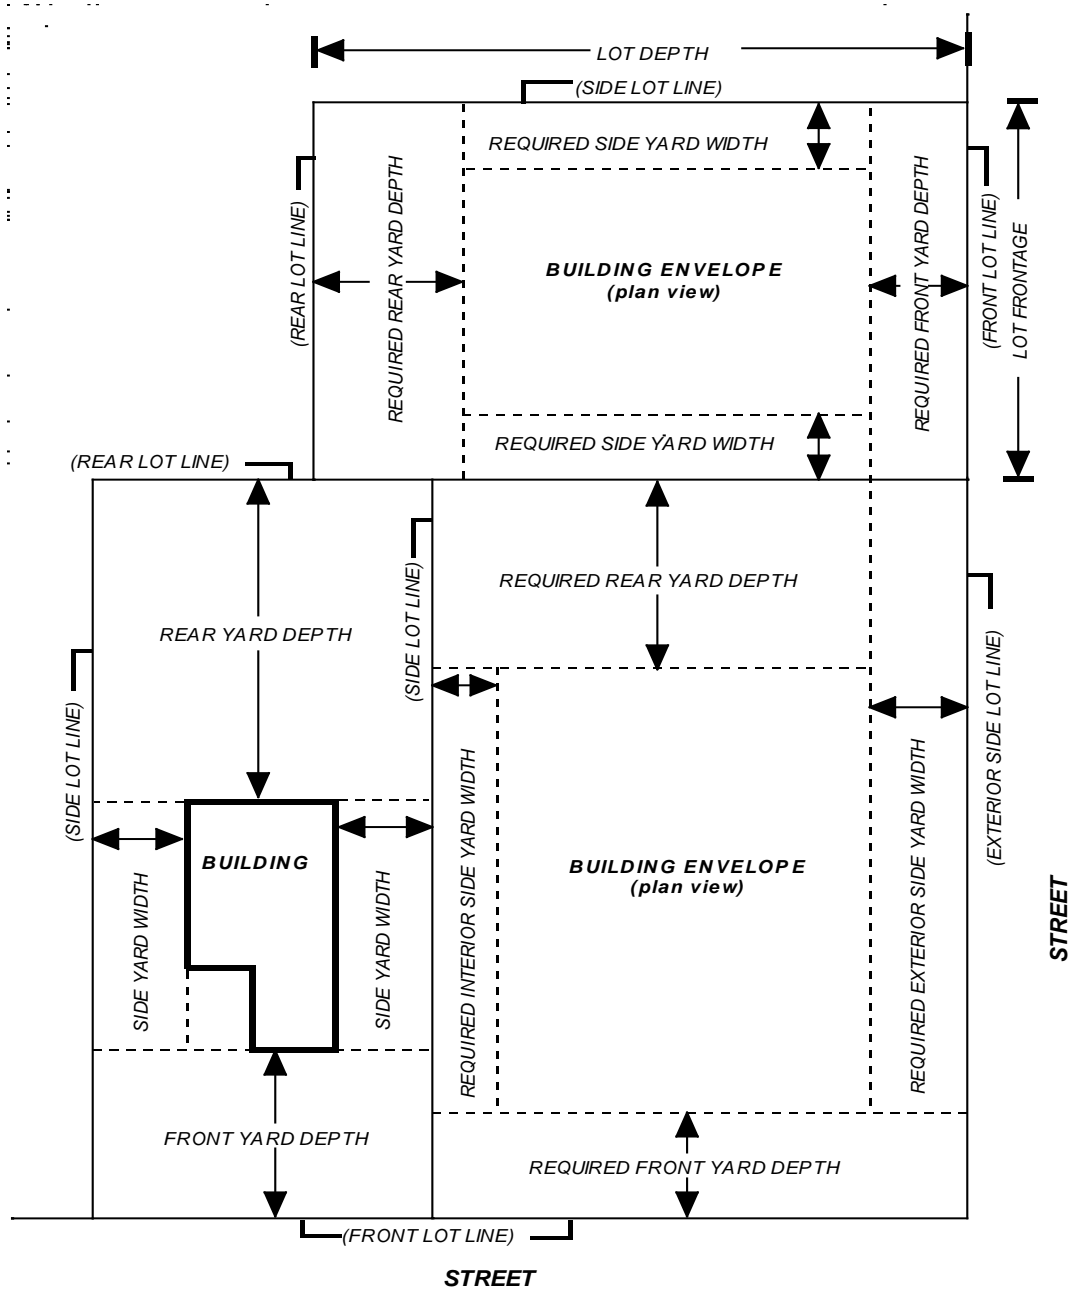 LOT DEPTH
(SIDE LOT LINE)
REQUIRED SIDE YARD WIDTH
(REAR LOT LINE)
REQUIRED REAR YARD DEPTH
BUILDING ENVELOPE
(plan view)
REQUIRED FRONT YARD DEPTH
(FRONT LOT LINE)
LOT FRONTAGE
REQUIRED SIDE YARD WIDTH
(REAR LOT LINE)
(SIDE LOT LINE)
REQUIRED REAR YARD DEPTH
REAR YARD DEPTH
(SIDE LOT LINE)
(EXTERIOR SIDE LOT LINE)
BUILDING
SIDE YARD WIDTH
SIDE YARD WIDTH
REQUIRED INTERIOR SIDE YARD WIDTH
BUILDING ENVELOPE
(plan view)
REQUIRED EXTERIOR SIDE YARD WIDTH
STREET
FRONT YARD DEPTH
REQUIRED FRONT YARD DEPTH
(FRONT LOT LINE)
STREET